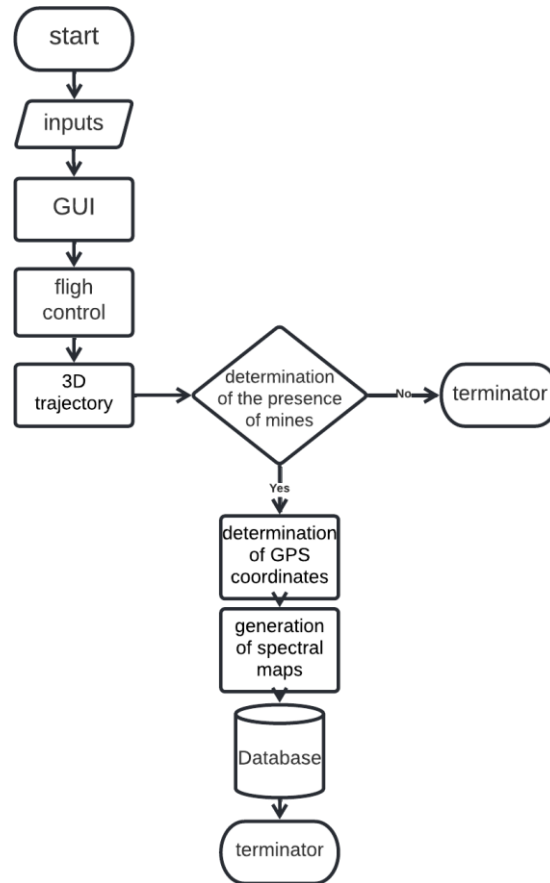 start
inputs
GUI
fligh
control
3D
trajectory
determination
of the presence
of mines
No
terminator
Yes
determination
of GPS
coordinates
generation
of spectral
maps
Database
terminator